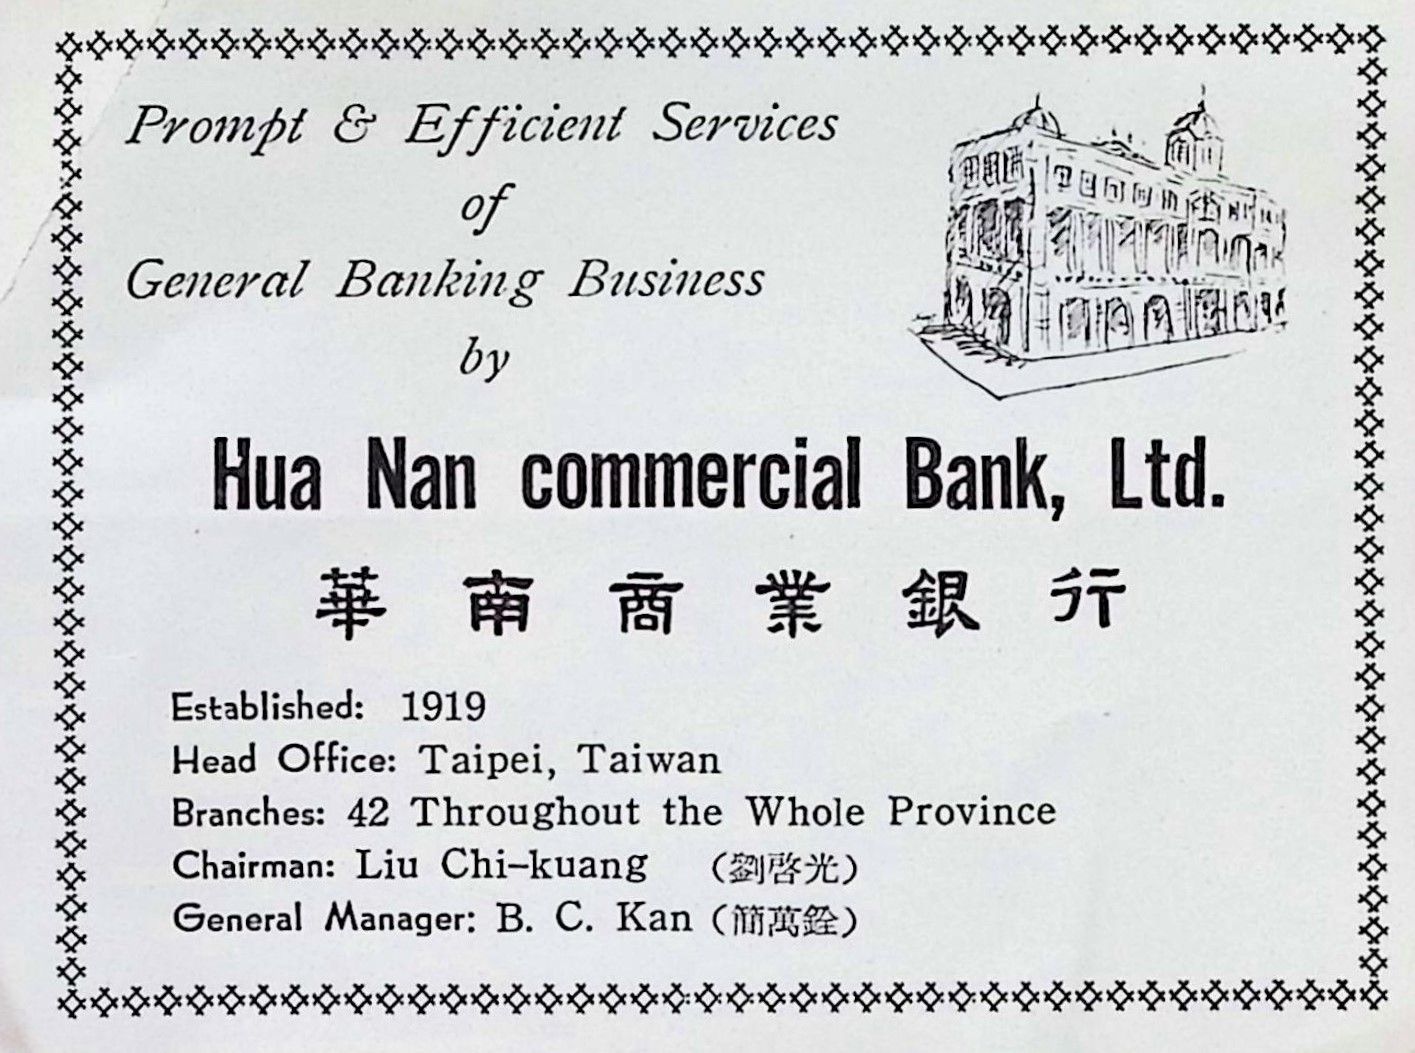 Prompt & Efficient Services
of
General Banking Business
by
Hua Nan commercial Bank, Ltd.
華南商業銀行
Established: 1919
Head Office: Taipei, Taiwan
Branches: 42 Throughout the Whole Province
Chairman: Liu Chi-kuang (劉啓光)
General Manager: B. C. Kan (簡萬銓)